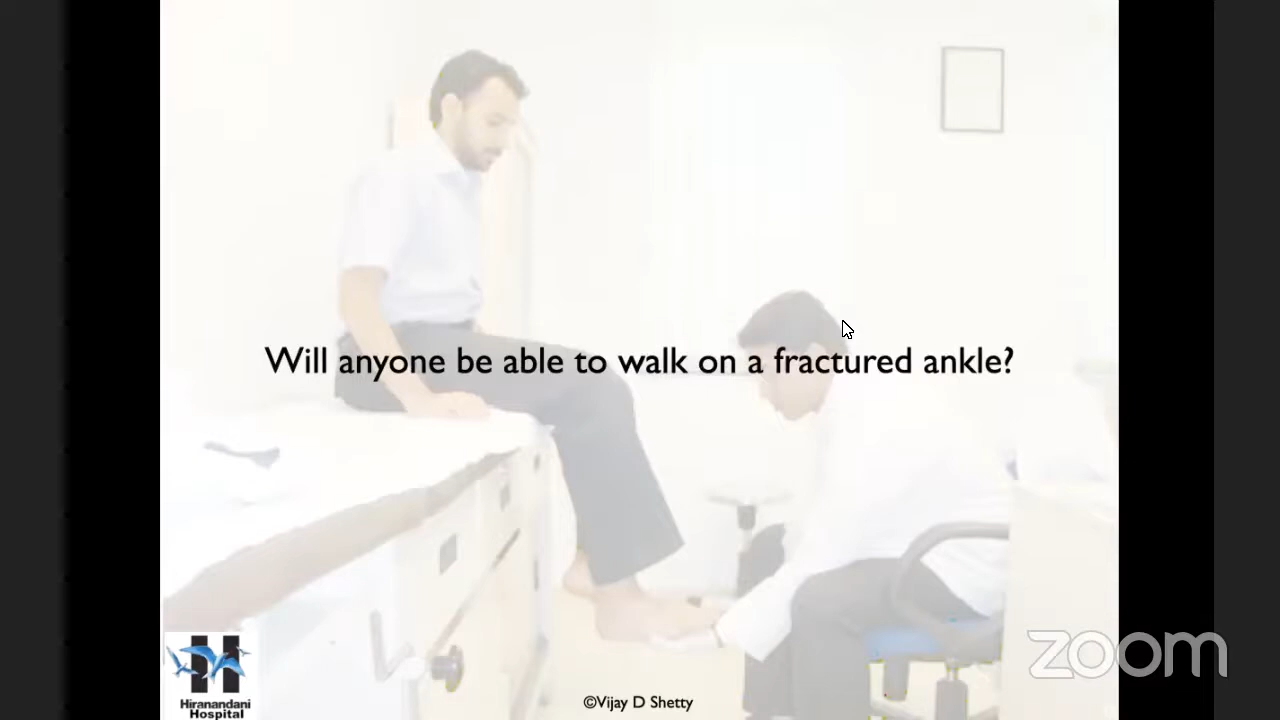 Will anyone be able to walk on a fractured ankle?
zoom
H
Hiranandani
Hospital
©Vijay D Shetty